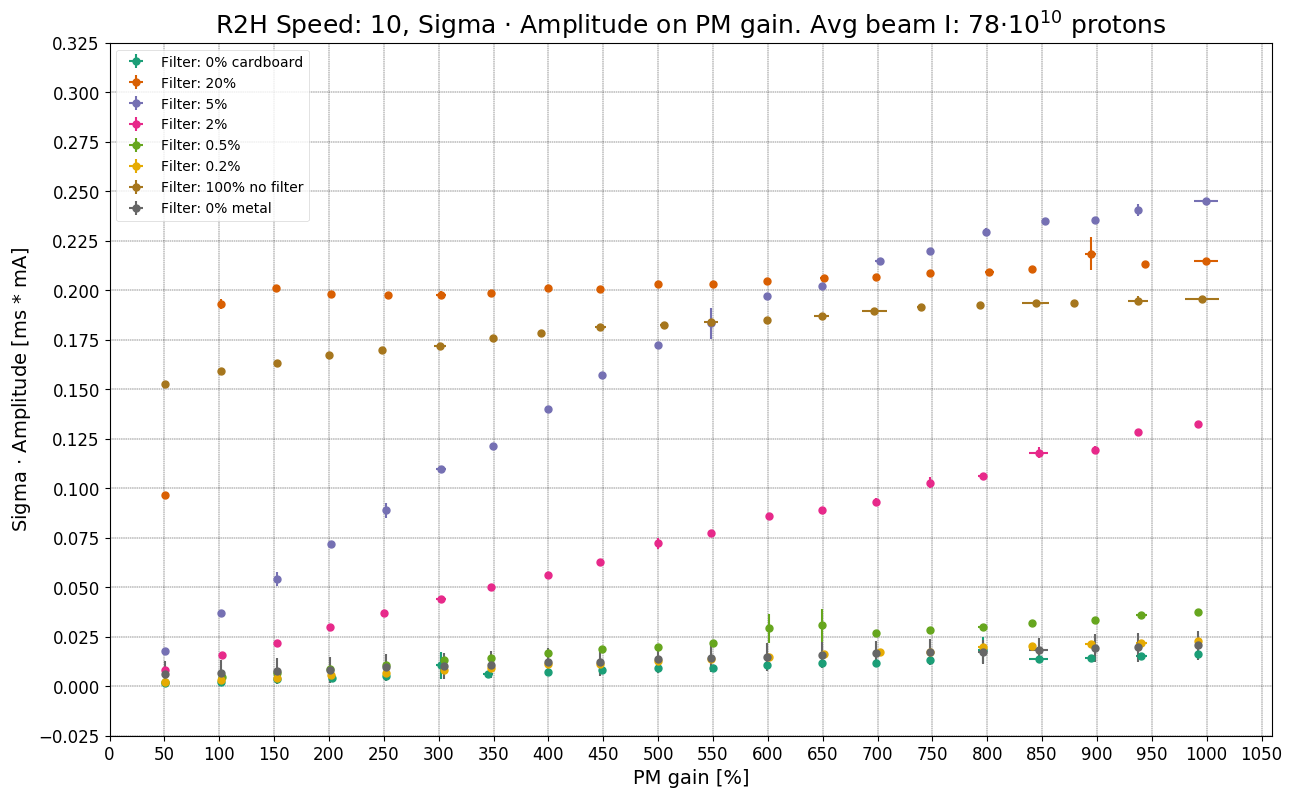 R2H Speed: 10, Sigma · Amplitude on PM gain. Avg beam I: 78·10^10 protons
0.325
0.300
0.275
0.250
0.225
0.200
0.175
0.150
0.125
0.100
0.075
0.050
0.025
0.000
−0.025
Sigma · Amplitude [ms * mA]
Filter: 0% cardboard
Filter: 20%
Filter: 5%
Filter: 2%
Filter: 0.5%
Filter: 0.2%
Filter: 100% no filter
Filter: 0% metal
0 50 100 150 200 250 300 350 400 450 500 550 600 650 700 750 800 850 900 950 1000 1050
PM gain [%]